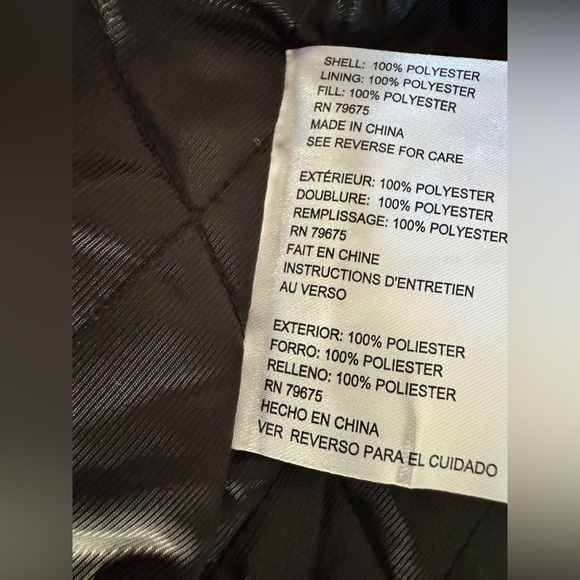 SHELL: 100% POLYESTER
LINING: 100% POLYESTER
FILL: 100% POLYESTER
RN 79675
MADE IN CHINA
SEE REVERSE FOR CARE
EXTÉRIEUR: 100% POLYESTER
DOUBLURE: 100% POLYESTER
REMPLISSAGE: 100% POLYESTER
RN 79675
FAIT EN CHINE
INSTRUCTIONS D'ENTRETIEN
AU VERSO
EXTERIOR: 100% POLIESTER
FORRO: 100% POLIESTER
RELLENO: 100% POLIESTER
RN 79675
HECHO EN CHINA
VER REVERSO PARA EL CUIDADO